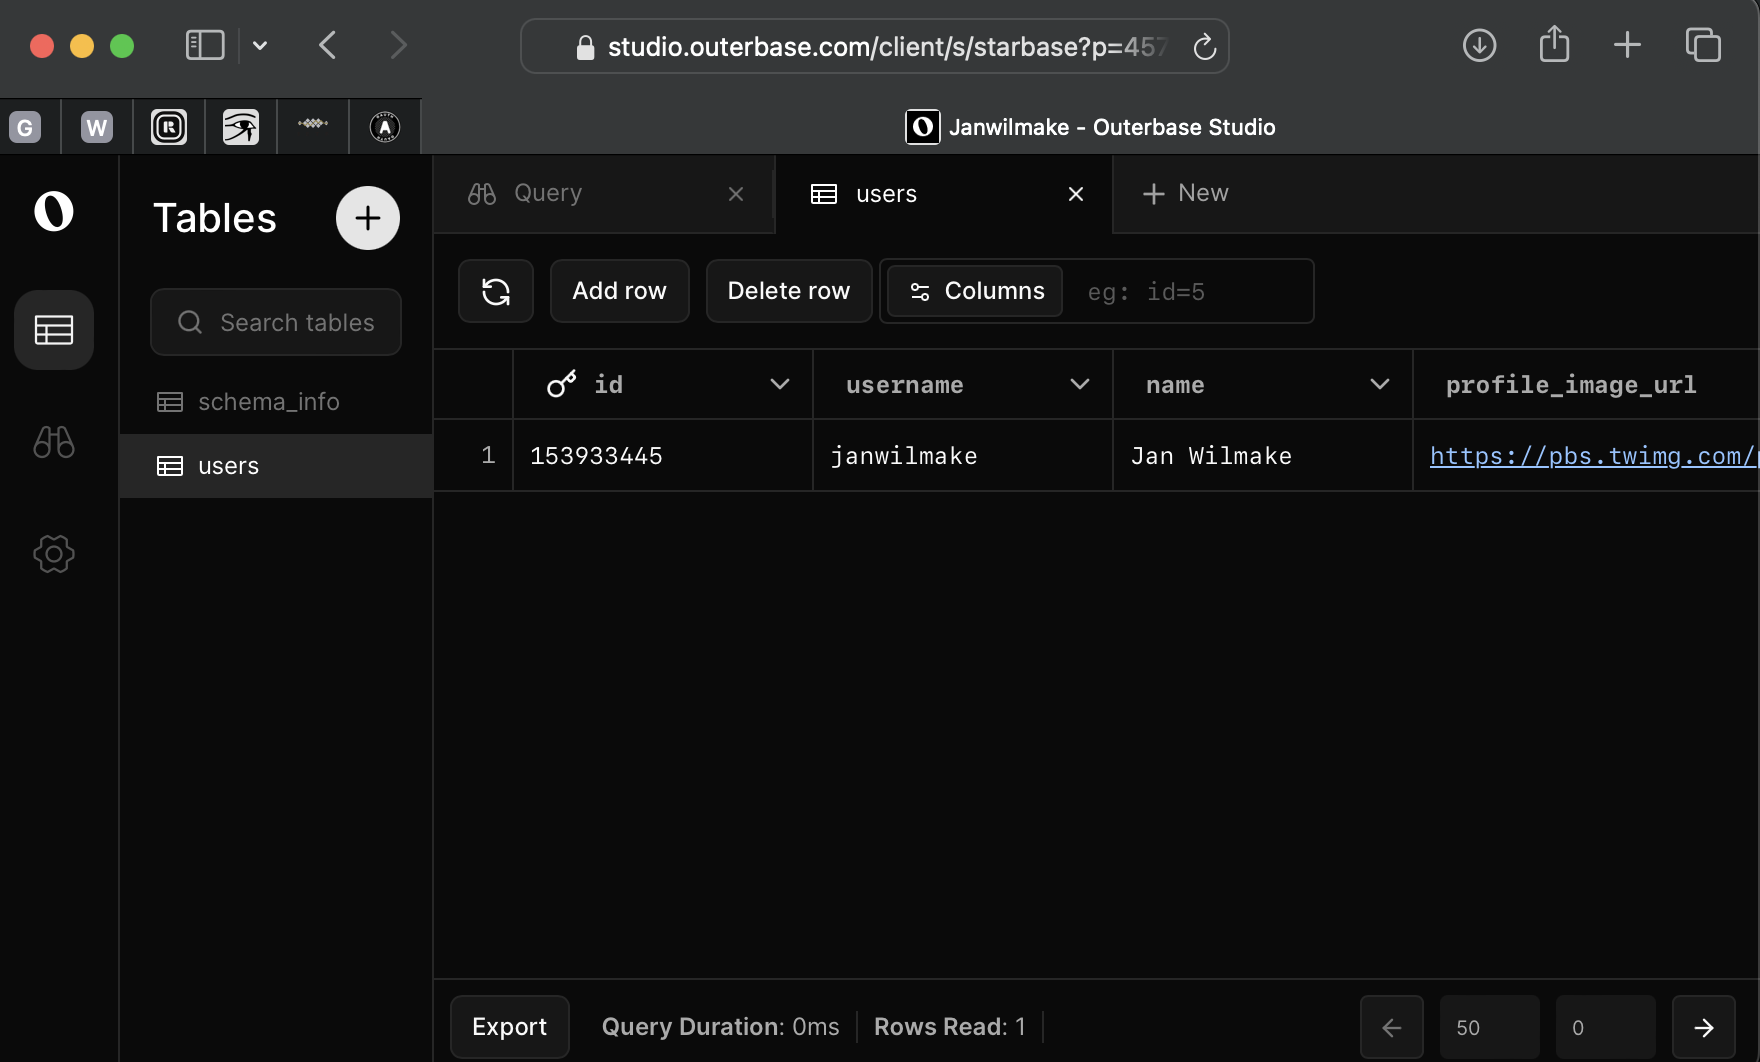 studio.outerbase.com/client/s/starbase?p=457
G
W
R
A
Janwilmake - Outerbase Studio
Tables
Search tables
schema_info
users
Query
users
New
Add row
Delete row
Columns
eg: id=5
id
username
name
profile_image_url
1
153933445
janwilmake
Jan Wilmake
https://pbs.twimg.com/
Export
Query Duration: 0ms
Rows Read: 1
50
0